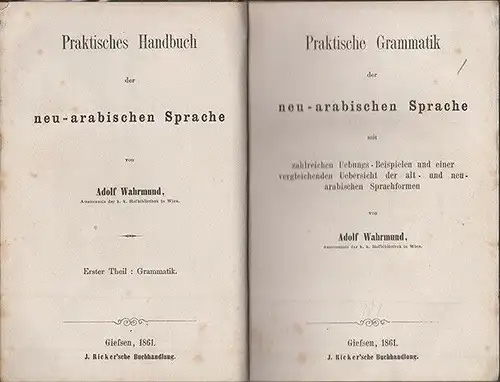 Praktisches Handbuch
der
neu-arabischen Sprache
von
Adolf Wahrmund,
Amanuensis der k. k. Hofbibliothek in Wien.
Erster Theil : Grammatik.
Giefsen, 1861.
J. Ricker'sche Buchhandlung.
Praktische Grammatik
der
neu-arabischen Sprache
mit
zahlreichen Uebungs-Beispielen und einer
vergleichenden Uebersicht der alt- und neu-
arabischen Sprachformen
von
Adolf Wahrmund,
Amanuensis der k. k. Hofbibliothek in Wien.
Giefsen, 1861.
J. Ricker'sche Buchhandlung.